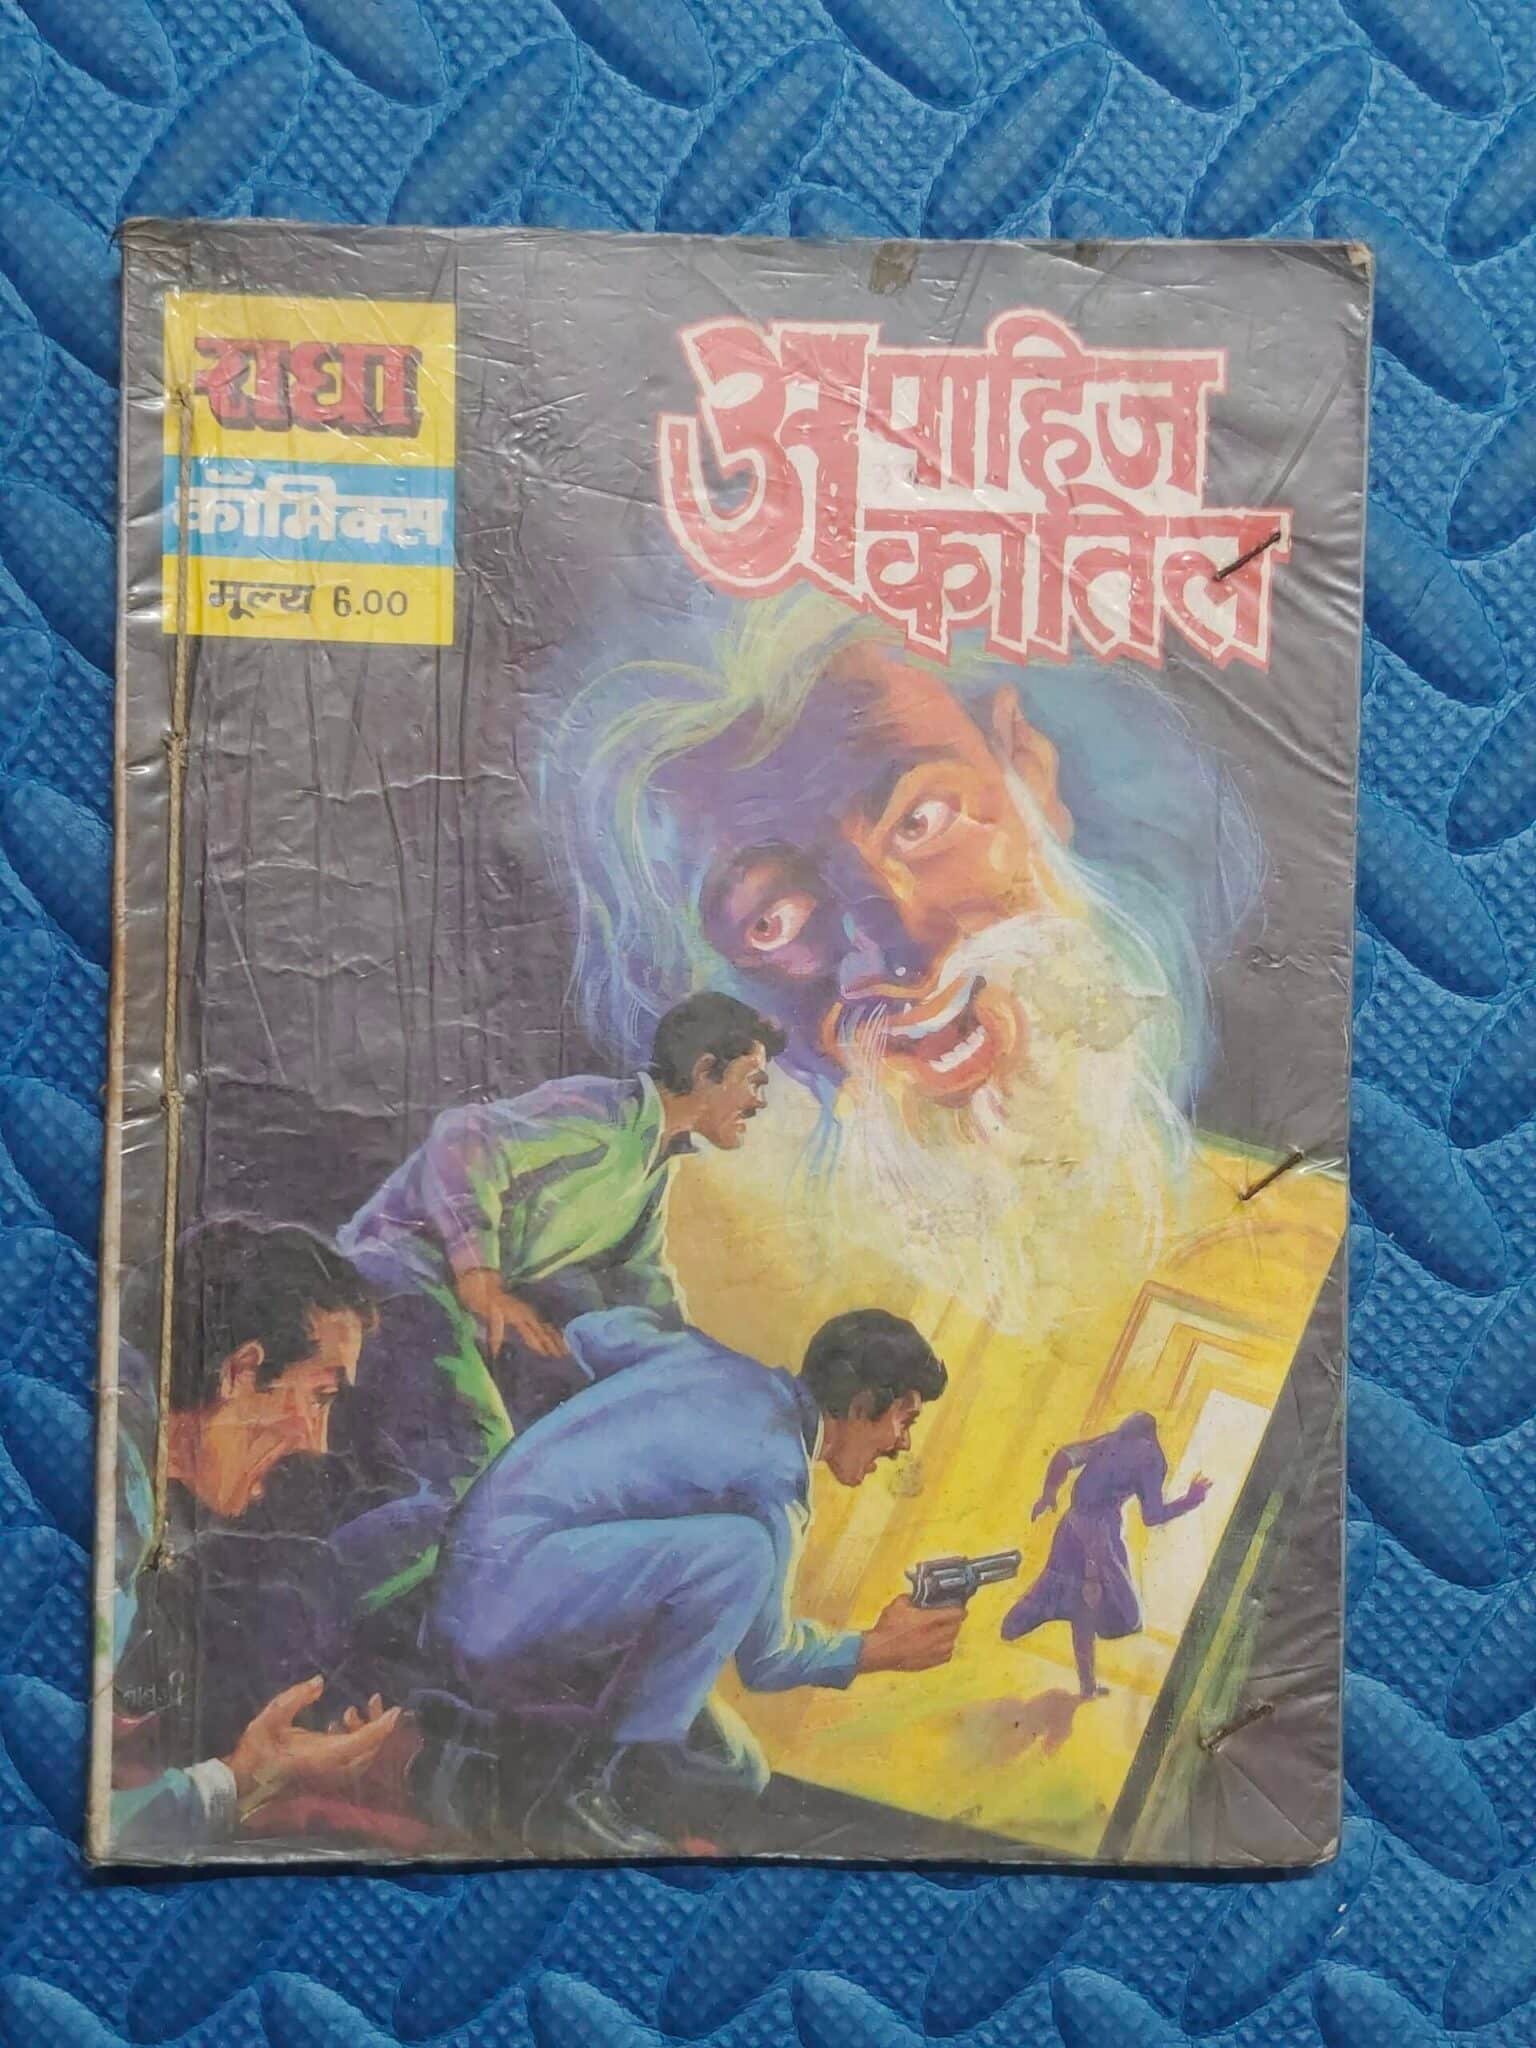 राधा
कॉमिक्स
मूल्य 6.00
अपाहिज
कातिल